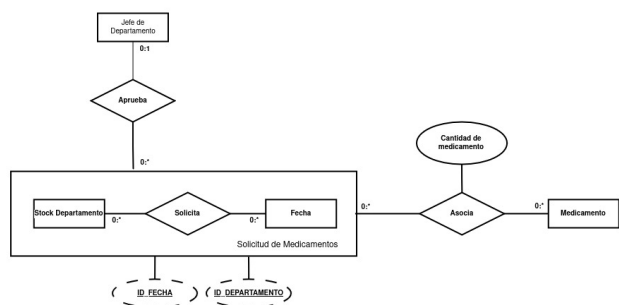 Jefe de
Departamento
0:1
Aprueba
0:*
Cantidad de
medicamento
Stock Departamento
0:*
Solicita
0:*
Fecha
0:*
Asocia
0:*
Medicamento
Solicitud de Medicamentos
ID_FECHA
ID_DEPARTAMENTO